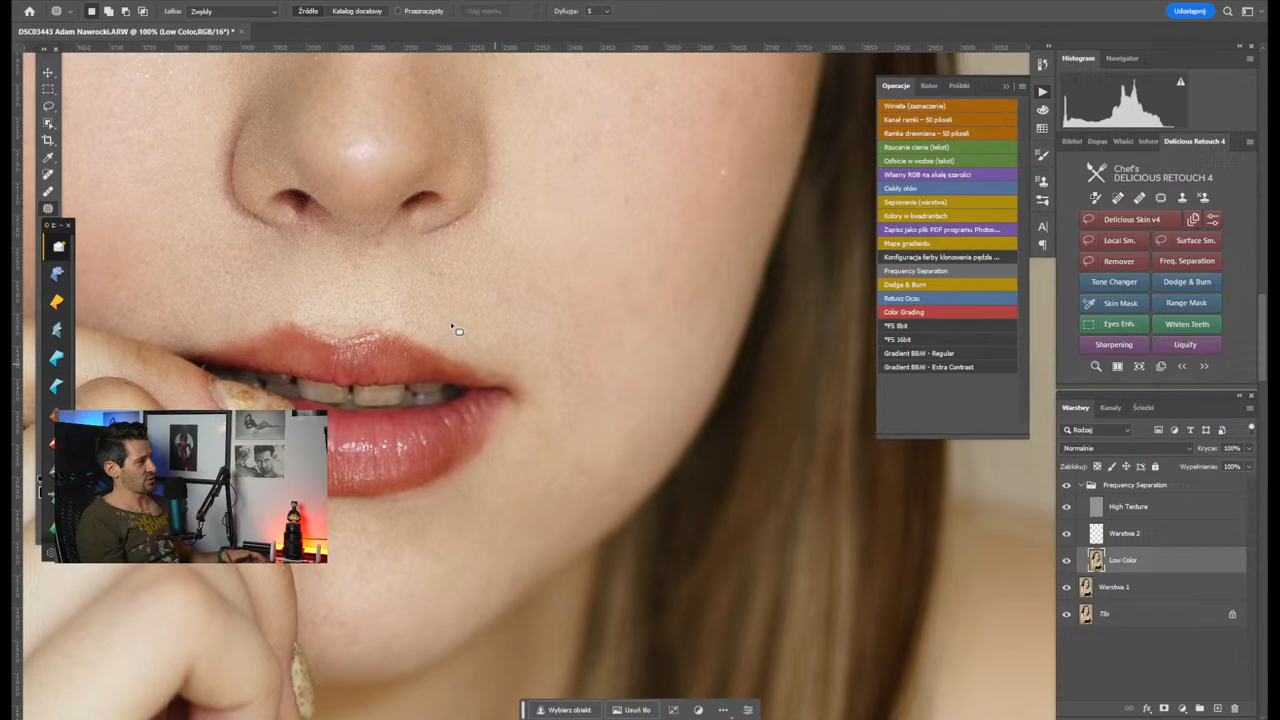 Łatka: Zwykły Źródło Katalog docelowy Przezroczysty Użyj wzorku Dyfuzja: 5 Udostępnij
DSC03443 Adam Nawrocki.ARW @ 100% (Low Color,RGB/16*) *
Operacje Kolor Próbki
Winieta (zaznaczenie)
Kanał ramki – 50 pikseli
Ramka drewniana – 50 pikseli
Rzucanie cienia (tekst)
Odbicie w wodzie (tekst)
Własny RGB na skalę szarości
Ciekły ołów
Sepiowanie (warstwa)
Kolory w kwadrantach
Zapisz jako plik PDF programu Photos...
Mapa gradientu
Konfiguracja farby klonowania pędzla ...
Frequency Separation
Dodge & Burn
Retusz Oczu
Color Grading
*FS 8bit
*FS 16bit
Gradient B&W - Regular
Gradient B&W - Extra Contrast
Histogram Nawigator
Bibliot Dopas Właści Inform Delicious Retouch 4
Chef's
DELICIOUS RETOUCH 4
Delicious Skin v4
Local Sm. Surface Sm.
Remover Freq. Separation
Tone Changer Dodge & Burn
Skin Mask Range Mask
Eyes Enh. Whiten Teeth
Sharpening Liquify
Warstwy Kanały Ścieżki
Rodzaj
Normalnie Krycie: 100%
Zablokuj: Wypełnienie: 100%
Frequency Separation
High Texture
Warstwa 2
Low Color
Warstwa 1
Tło
Wybierz obiekt Usuń tło